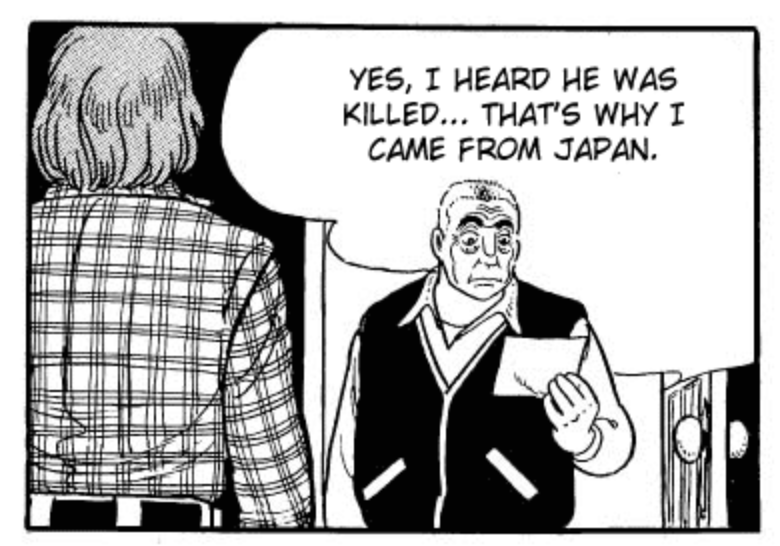 YES, I HEARD HE WAS
KILLED... THAT'S WHY I
CAME FROM JAPAN.